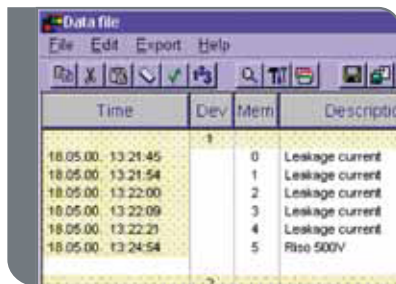 Data file
File Edit Export Help
Time Dev Mem Descriptio
1
18.05.00. 13:21:45 0 Leakage current
18.05.00. 13:21:54 1 Leakage current
18.05.00. 13:22:00 2 Leakage current
18.05.00. 13:22:09 3 Leakage current
18.05.00. 13:22:21 4 Leakage current
18.05.00. 13:24:54 5 Riso 500V
2